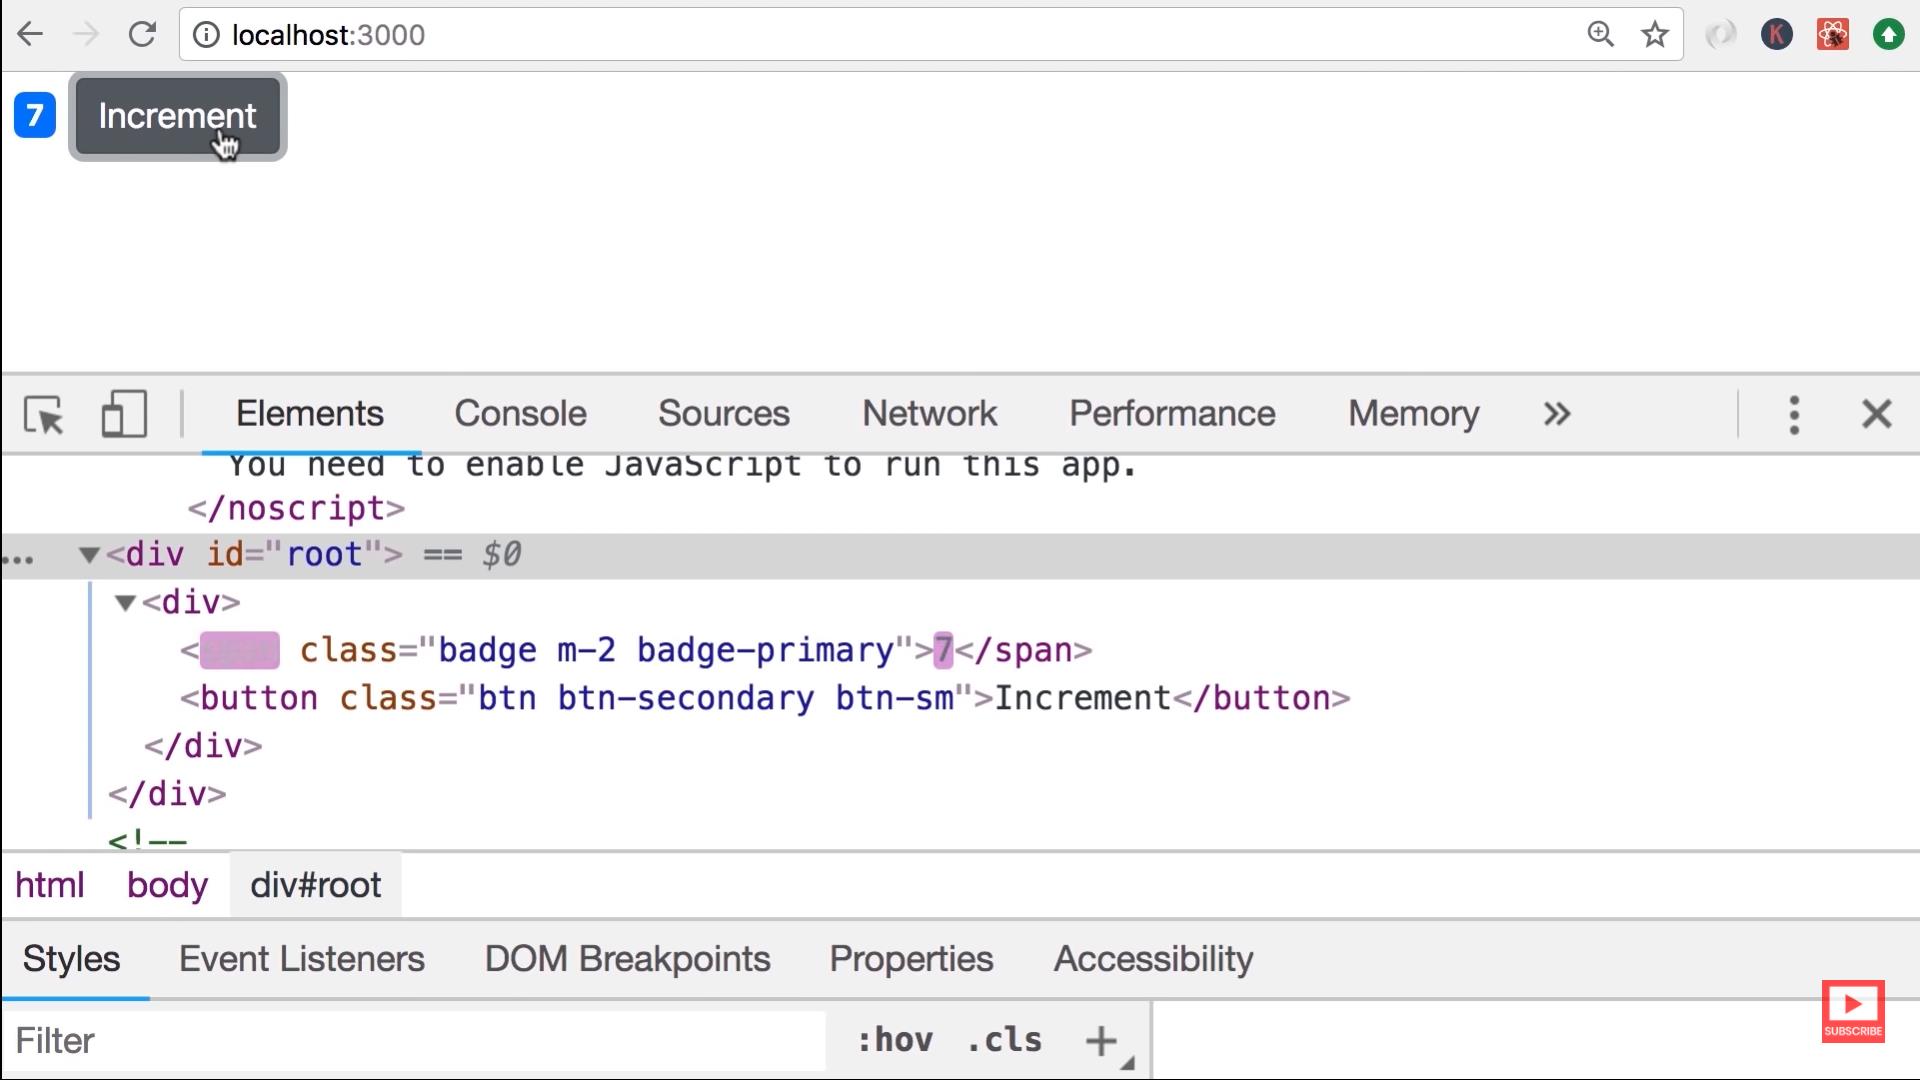 localhost:3000
K
7
Increment
Elements
Console
Sources
Network
Performance
Memory
You need to enable JavaScript to run this app.
</noscript>
... ▼<div id="root"> == $0
▼<div>
< class="badge m-2 badge-primary">7</span>
<button class="btn btn-secondary btn-sm">Increment</button>
</div>
</div>
<!--
html
body
div#root
Styles
Event Listeners
DOM Breakpoints
Properties
Accessibility
Filter
:hov
.cls
+
SUBSCRIBE